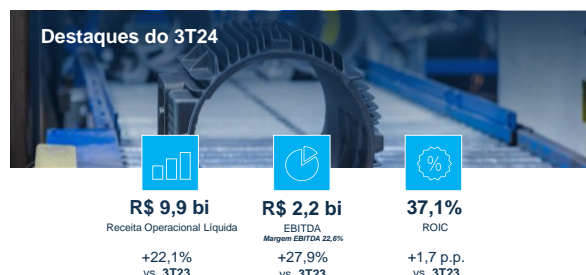 Destaques do 3T24
R$ 9,9 bi
Receita Operacional Líquida
+22,1%
vs. 3T23
R$ 2,2 bi
EBITDA
Margem EBITDA 22,6%
+27,9%
vs. 3T23
%
37,1%
ROIC
+1,7 p.p.
vs. 3T23